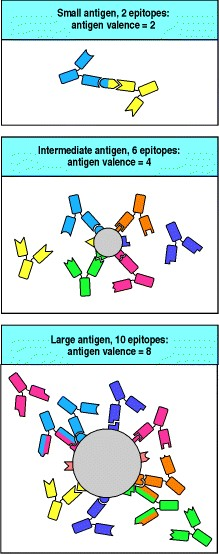 Small antigen, 2 epitopes:
antigen valence = 2
Intermediate antigen, 6 epitopes:
antigen valence = 4
Large antigen, 10 epitopes:
antigen valence = 8